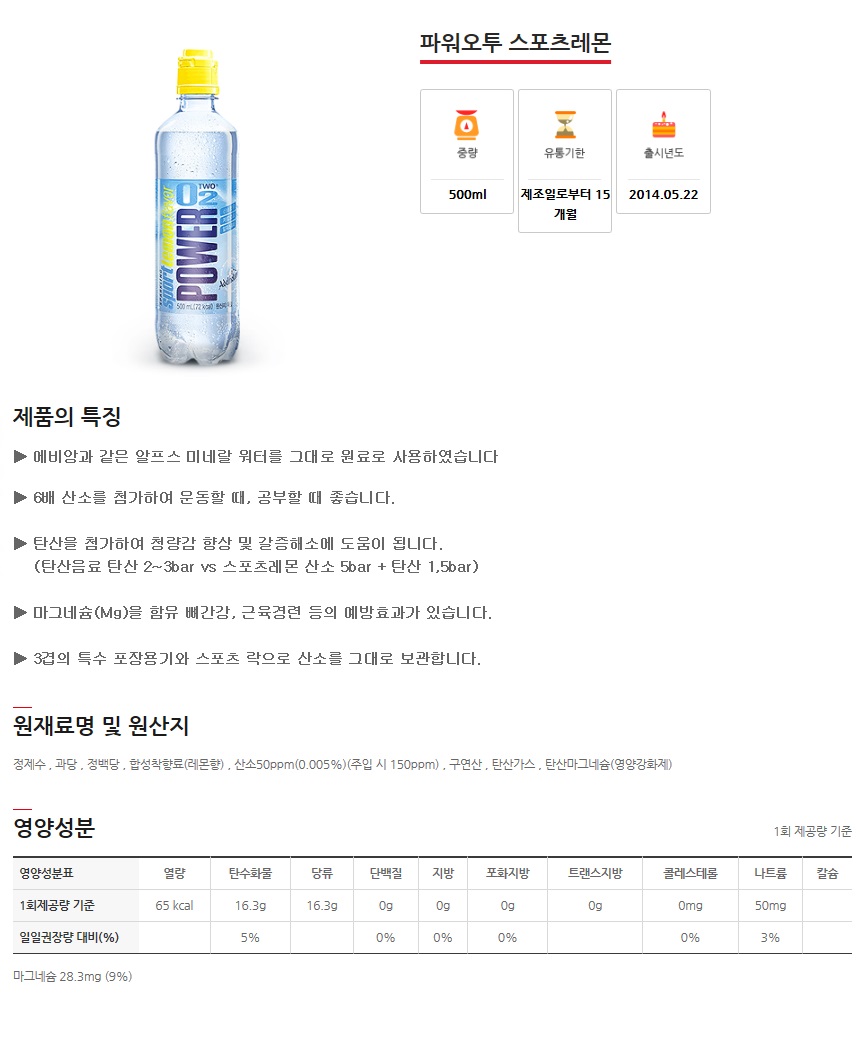 파워오투 스포츠레몬
중량
유통기한
출시년도
500ml
제조일로부터 15
개월
2014.05.22
O2
TWO
POWER
sport
500 mL(72 kcal)
제품의 특징
▶ 에비앙과 같은 알프스 미네랄 워터를 그대로 원료로 사용하였습니다
▶ 6배 산소를 첨가하여 운동할 때, 공부할 때 좋습니다.
▶ 탄산을 첨가하여 청량감 향상 및 갈증해소에 도움이 됩니다.
(탄산음료 탄산 2~3bar vs 스포츠레몬 산소 5bar + 탄산 1,5bar)
▶ 마그네슘(Mg)을 함유 뼈간강, 근육경련 등의 예방효과가 있습니다.
▶ 3겹의 특수 포장용기와 스포츠 락으로 산소를 그대로 보관합니다.
원재료명 및 원산지
정제수 , 과당 , 정백당 , 합성착향료(레몬향) , 산소50ppm(0.005%)(주입 시 150ppm) , 구연산 , 탄산가스 , 탄산마그네슘(영양강화제)
영양성분
1회 제공량 기준
영양성분표 열량 탄수화물 당류 단백질 지방 포화지방 트랜스지방 콜레스테롤 나트륨 칼슘
1회제공량 기준 65 kcal 16.3g 16.3g 0g 0g 0g 0g 0mg 50mg
일일권장량 대비(%) 5% 0% 0% 0% 0% 3%
마그네슘 28.3mg (9%)